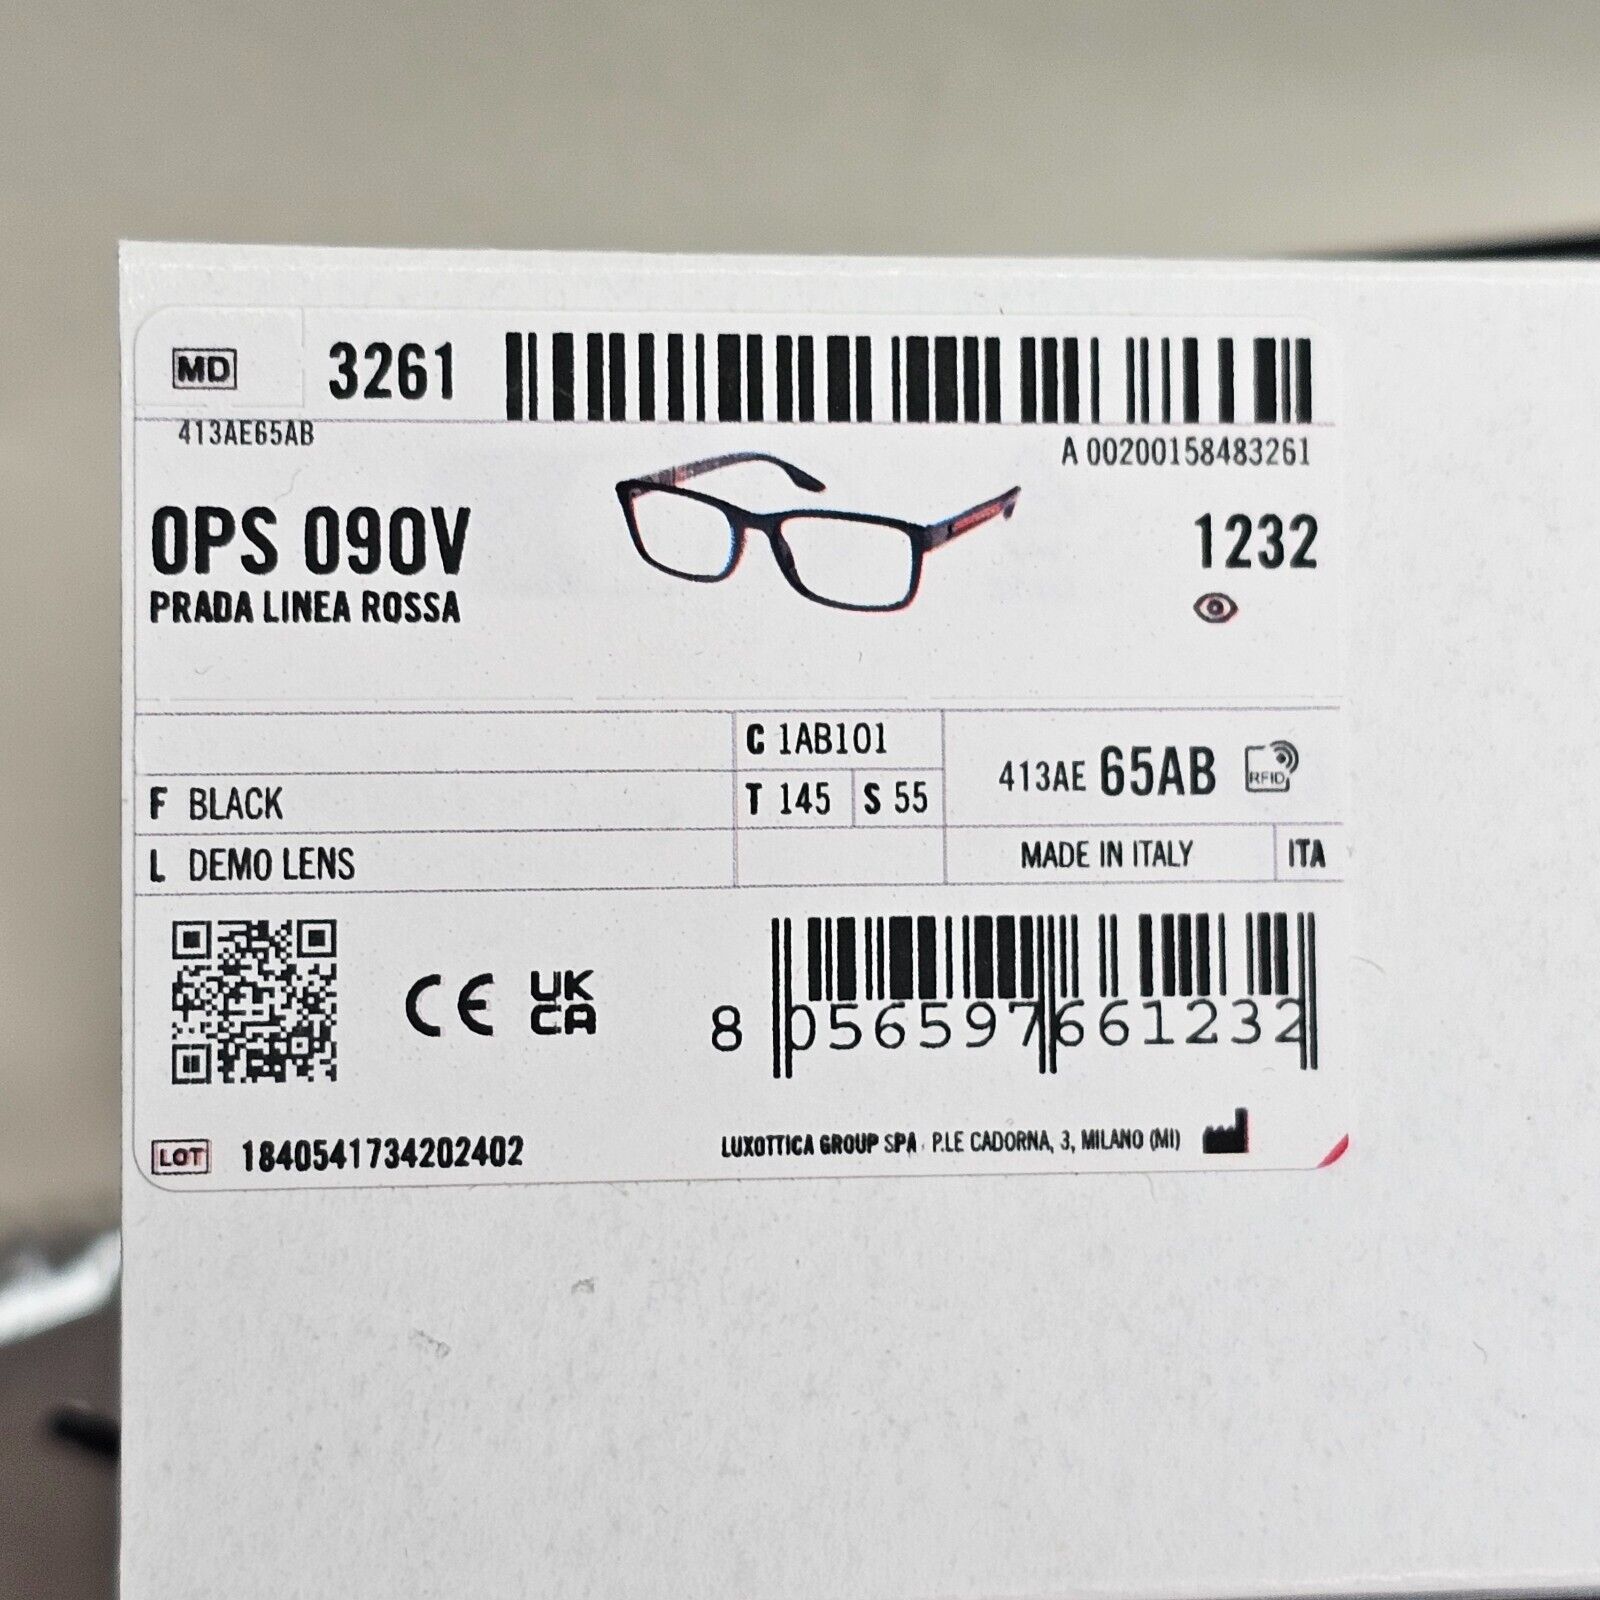 MD 3261
413AE65AB
A 00200158483261
0PS 09OV 1232
PRADA LINEA ROSSA
C 1AB101
413AE 65AB RFID
F BLACK T 145 S 55
L DEMO LENS MADE IN ITALY ITA
CE UK
CA
8 056597 661232
LOT 1840541734202402 LUXOTTICA GROUP SPA · P.LE CADORNA, 3, MILANO (MI)